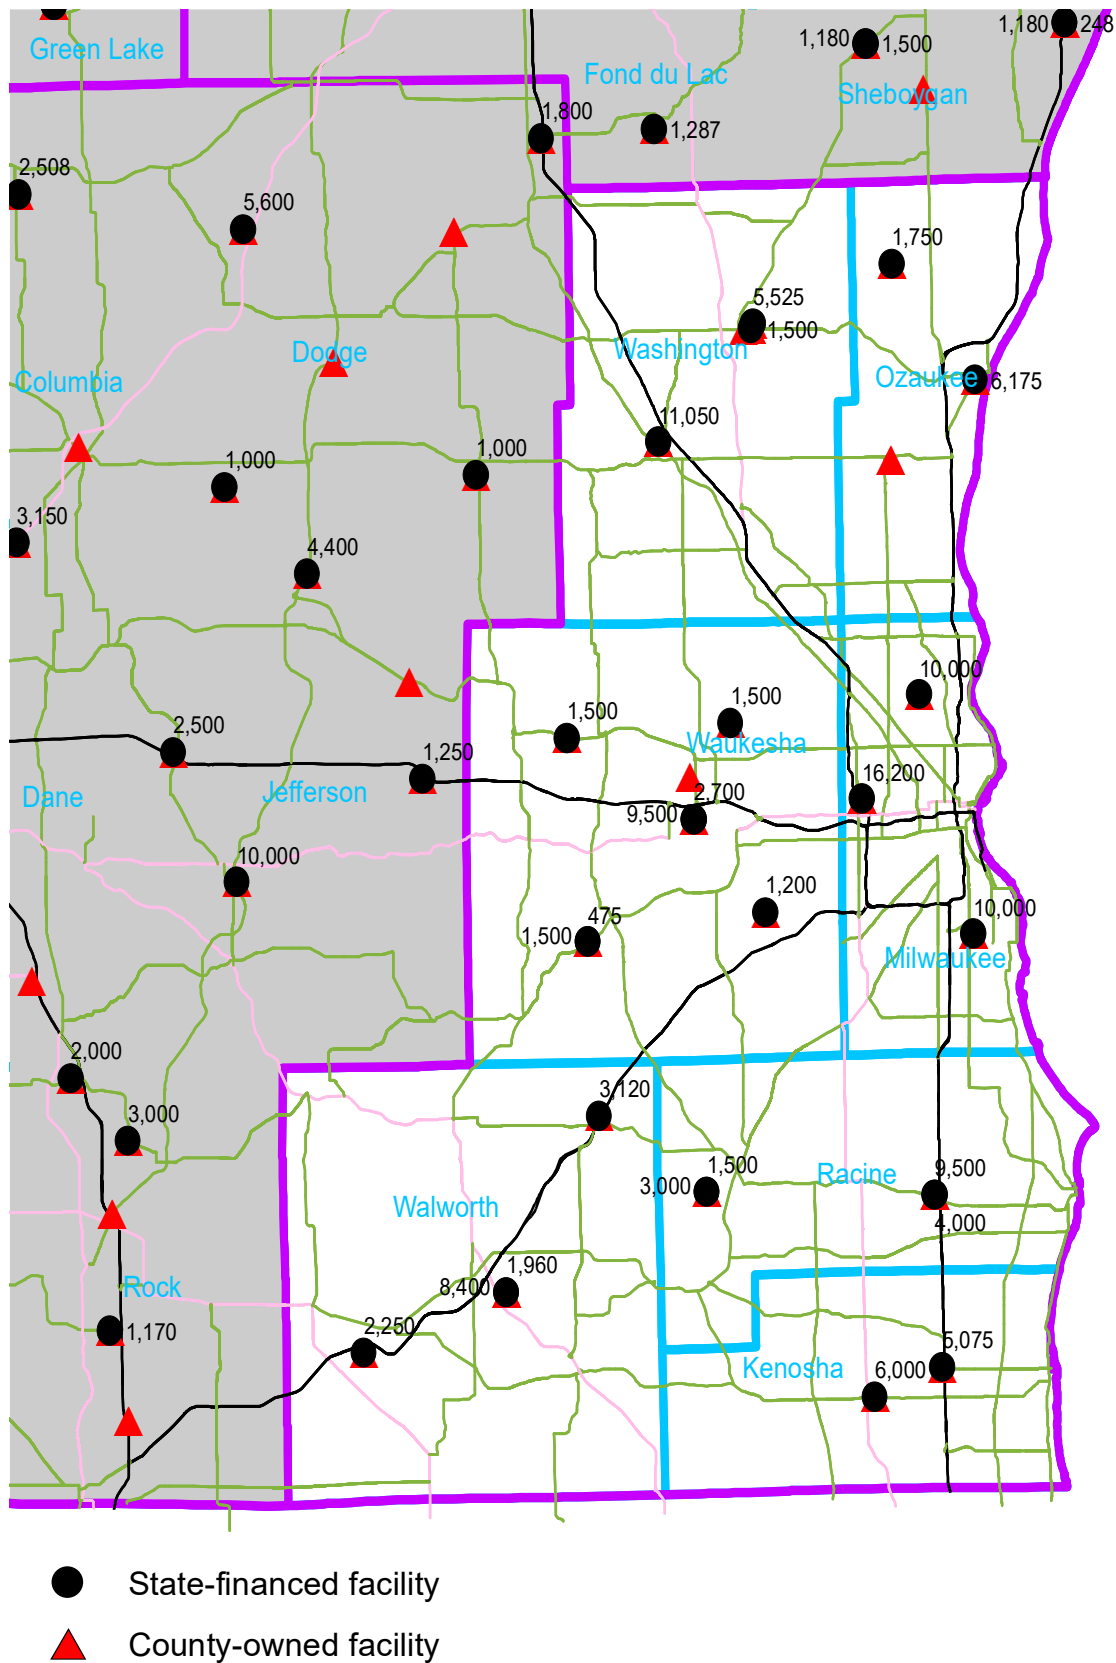 1,180
248
Green Lake
1,180
1,500
Fond du Lac
Sheboygan
1,800
1,287
2,508
5,600
1,750
5,525
1,500
Dodge
Washington
Columbia
Ozaukee
6,175
11,050
1,000
1,000
3,150
4,400
10,000
1,500
1,500
2,500
Waukesha
1,250
16,200
Dane
Jefferson
2,700
9,500
10,000
1,200
475
10,000
1,500
Milwaukee
2,000
3,120
3,000
1,500
9,500
Racine
3,000
Walworth
4,000
1,960
Rock
8,400
2,250
1,170
5,075
Kenosha
6,000
State-financed facility
County-owned facility